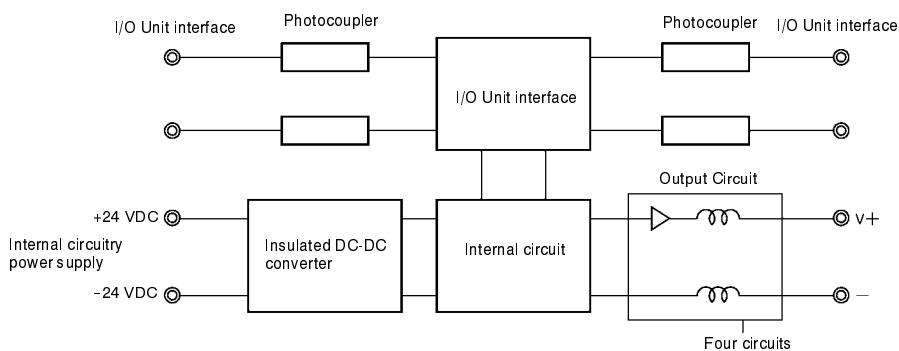 I/O Unit interface
Photocoupler
Photocoupler
I/O Unit interface
I/O Unit interface
Output Circuit
+24 VDC
Internal circuitry
power supply
−24 VDC
Insulated DC-DC
converter
Internal circuit
v+
−
Four circuits